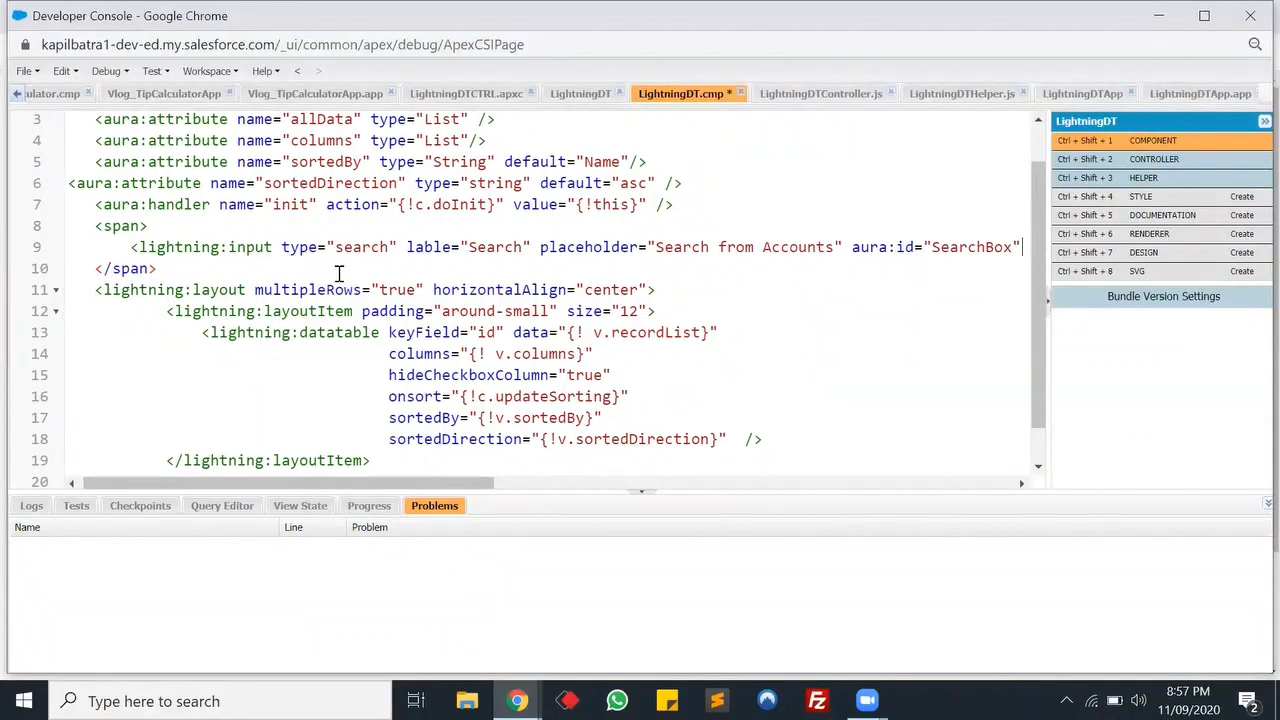 Developer Console - Google Chrome
kapilbatra1-dev-ed.my.salesforce.com/_ui/common/apex/debug/ApexCSIPage
File Edit Debug Test Workspace Help < >
ulator.cmp Vlog_TipCalculatorApp Vlog_TipCalculatorApp.app LightningDTCTRL.apxc LightningDT LightningDT.cmp * LightningDTController.js LightningDTHelper.js LightningDTApp LightningDTApp.app
3 <aura:attribute name="allData" type="List" />
4 <aura:attribute name="columns" type="List"/>
5 <aura:attribute name="sortedBy" type="String" default="Name"/>
6 <aura:attribute name="sortedDirection" type="string" default="asc" />
7 <aura:handler name="init" action="{!c.doInit}" value="{!this}" />
8 <span>
9 <lightning:input type="search" lable="Search" placeholder="Search from Accounts" aura:id="SearchBox"
10 </span>
11 <lightning:layout multipleRows="true" horizontalAlign="center">
12 <lightning:layoutItem padding="around-small" size="12">
13 <lightning:datatable keyField="id" data="{! v.recordList}"
14 columns="{! v.columns}"
15 hideCheckboxColumn="true"
16 onsort="{!c.updateSorting}"
17 sortedBy="{!v.sortedBy}"
18 sortedDirection="{!v.sortedDirection}" />
19 </lightning:layoutItem>
20
LightningDT
Ctrl + Shift + 1 COMPONENT
Ctrl + Shift + 2 CONTROLLER
Ctrl + Shift + 3 HELPER
Ctrl + Shift + 4 STYLE Create
Ctrl + Shift + 5 DOCUMENTATION Create
Ctrl + Shift + 6 RENDERER Create
Ctrl + Shift + 7 DESIGN Create
Ctrl + Shift + 8 SVG Create
Bundle Version Settings
Logs Tests Checkpoints Query Editor View State Progress Problems
Name Line Problem
Type here to search
8:57 PM
11/09/2020
2